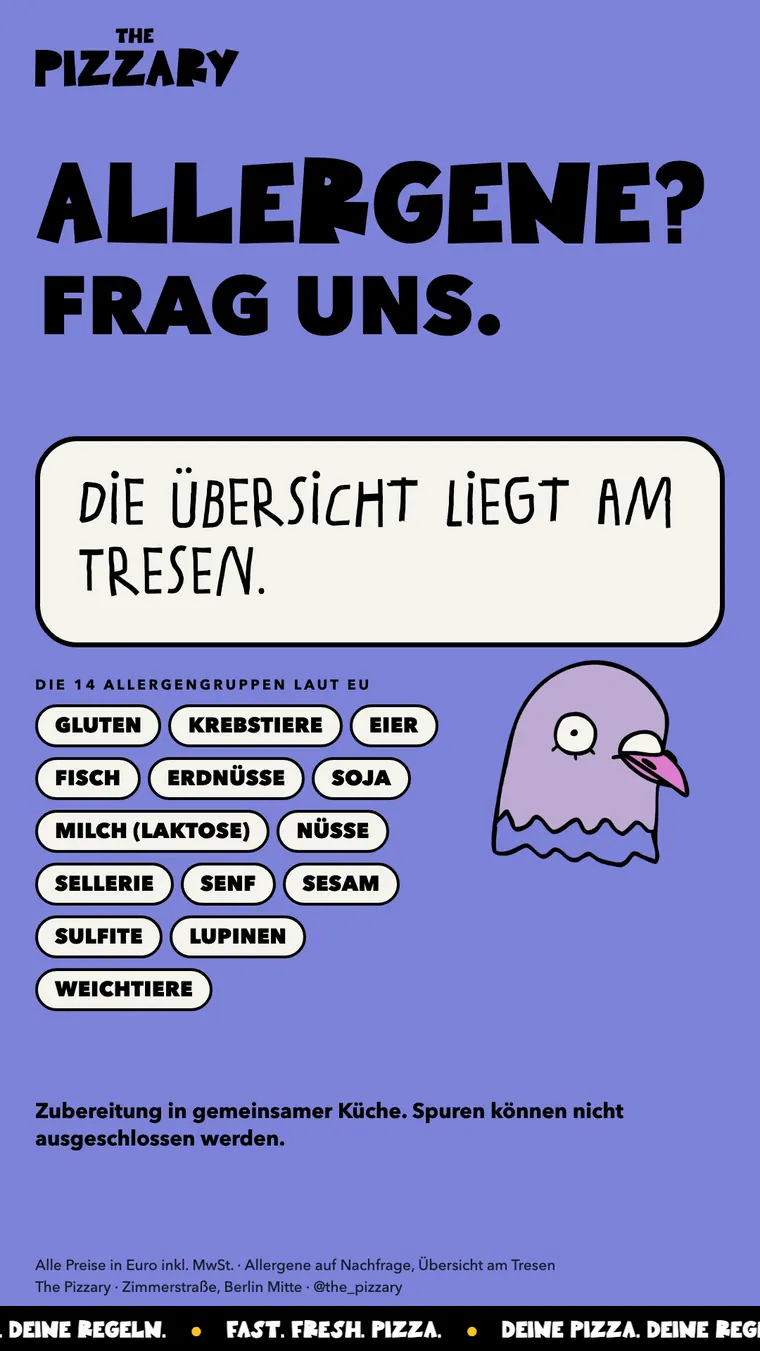 THE
PIZZARY
ALLERGENE?
FRAG UNS.
DiE ÜBERSiCHT LiEGT AM
TRESEN.
DIE 14 ALLERGENGRUPPEN LAUT EU
GLUTEN KREBSTIERE EIER
FISCH ERDNÜSSE SOJA
MILCH (LAKTOSE) NÜSSE
SELLERIE SENF SESAM
SULFITE LUPINEN
WEICHTIERE
Zubereitung in gemeinsamer Küche. Spuren können nicht
ausgeschlossen werden.
Alle Preise in Euro inkl. MwSt. · Allergene auf Nachfrage, Übersicht am Tresen
The Pizzary · Zimmerstraße, Berlin Mitte · @the_pizzary
. DEINE REGELN. ● FAST. FRESH. PIZZA. ● DEINE PIZZA. DEINE REG